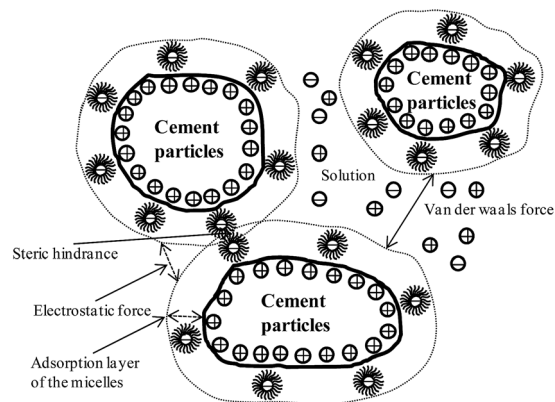 Cement
particles
Cement
particles
Solution
Van der waals force
Steric hindrance
Electrostatic force
Cement
particles
Adsorption layer
of the micelles